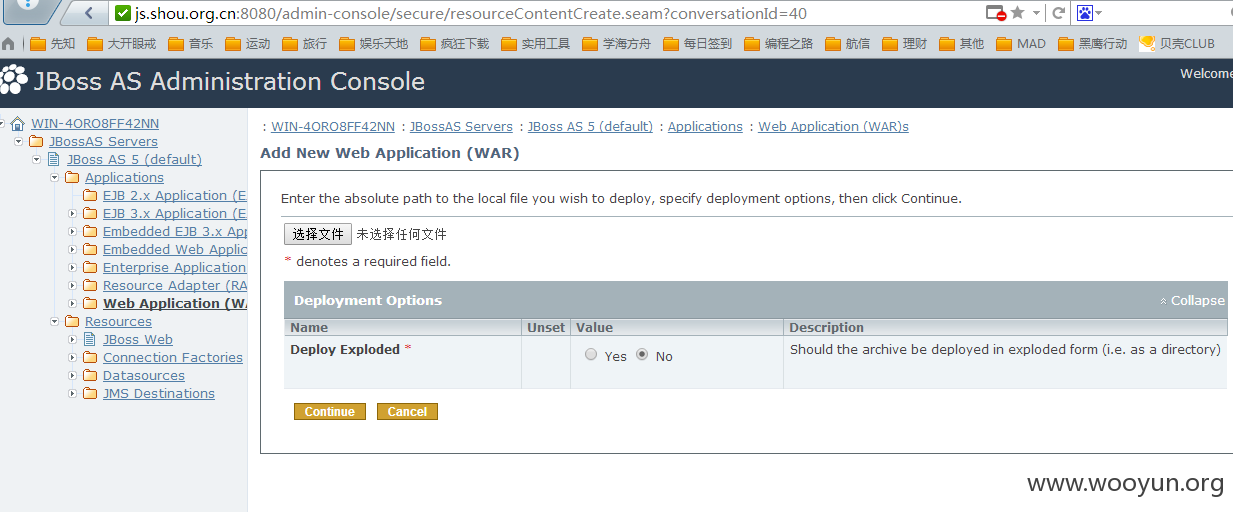 js.shou.org.cn:8080/admin-console/secure/resourceContentCreate.seam?conversationId=40
先知 大开眼戒 音乐 运动 旅行 娱乐天地 疯狂下载 实用工具 学海方舟 每日签到 编程之路 航信 理财 其他 MAD 黑鹰行动 贝壳CLUB
JBoss AS Administration Console
Welcome
WIN-4ORO8FF42NN
JBossAS Servers
JBoss AS 5 (default)
Applications
EJB 2.x Application (E
EJB 3.x Application (E
Embedded EJB 3.x App
Embedded Web Applic
Enterprise Application
Resource Adapter (RA
Web Application (WA
Resources
JBoss Web
Connection Factories
Datasources
JMS Destinations
: WIN-4ORO8FF42NN : JBossAS Servers : JBoss AS 5 (default) : Applications : Web Application (WAR)s
Add New Web Application (WAR)
Enter the absolute path to the local file you wish to deploy, specify deployment options, then click Continue.
选择文件 未选择任何文件
* denotes a required field.
Deployment Options Collapse
Name Unset Value Description
Deploy Exploded * Yes No Should the archive be deployed in exploded form (i.e. as a directory)
Continue Cancel
www.wooyun.org